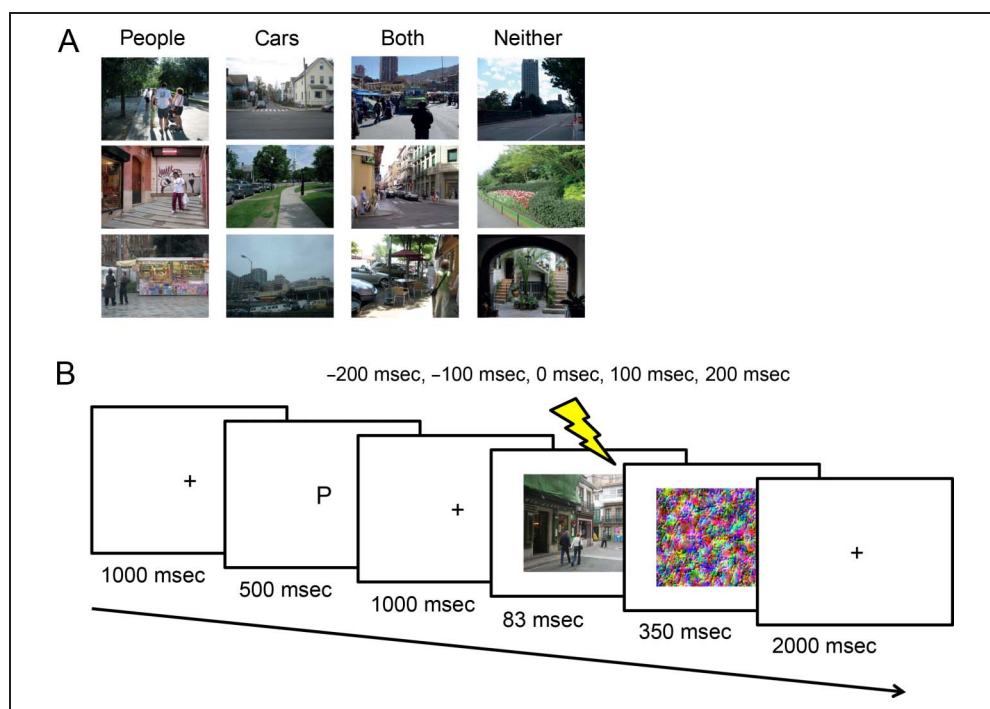 A
People Cars Both Neither
B
–200 msec, –100 msec, 0 msec, 100 msec, 200 msec
+
P
+
+
1000 msec
500 msec
1000 msec
83 msec
350 msec
2000 msec